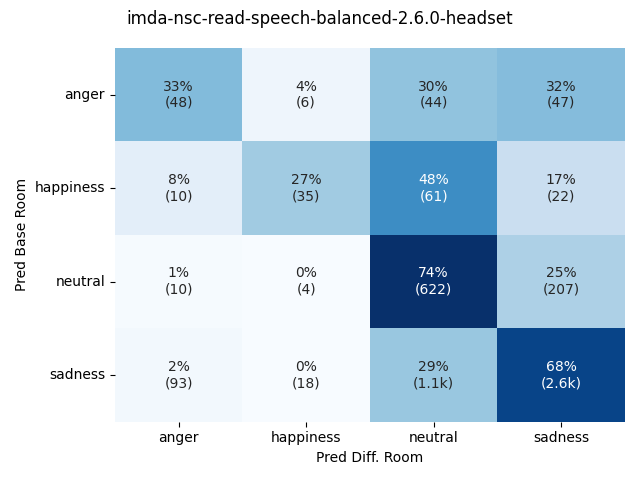 imda-nsc-read-speech-balanced-2.6.0-headset
Pred Base Room
anger
33% 4% 30% 32%
(48) (6) (44) (47)
happiness
8% 27% 48% 17%
(10) (35) (61) (22)
neutral
1% 0% 74% 25%
(10) (4) (622) (207)
sadness
2% 0% 29% 68%
(93) (18) (1.1k) (2.6k)
anger happiness neutral sadness
Pred Diff. Room